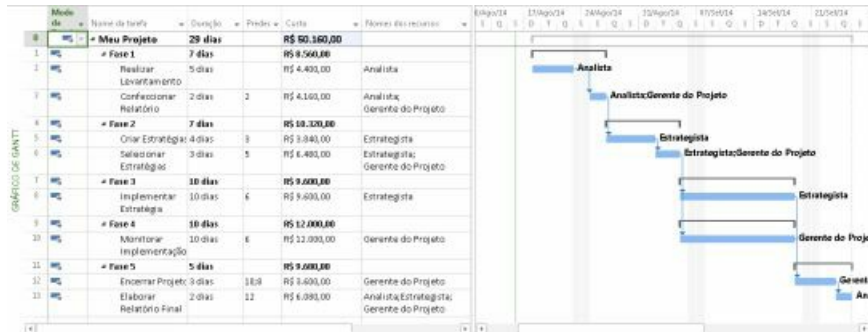 Modo da
Nome da tarefa
Duração
Predec
Custo
Nomes dos recursos
17/Ago/14
24/Ago/14
31/Ago/14
07/Set/14
14/Set/14
21/Set/14
0 Meu Projeto 29 dias R$ 50.160,00
1 Fase 1 7 dias R$ 8.560,00
2 Realizar Levantamento 5 dias R$ 4.400,00 Analista
3 Confeccionar Relatório 2 dias 2 R$ 4.160,00 Analista; Gerente do Projeto
4 Fase 2 7 dias R$ 10.320,00
5 Criar Estratégias 4 dias 3 R$ 3.840,00 Estrategista
6 Selecionar Estratégias 3 dias 5 R$ 6.480,00 Estrategista; Gerente do Projeto
7 Fase 3 10 dias R$ 9.600,00
8 Implementar Estratégia 10 dias 6 R$ 9.600,00 Estrategista
9 Fase 4 10 dias R$ 12.000,00
10 Monitorar Implementação 10 dias 6 R$ 12.000,00 Gerente do Projeto
11 Fase 5 5 dias R$ 9.680,00
12 Encerrar Projeto 3 dias 10;8 R$ 3.600,00 Gerente do Projeto
13 Elaborar Relatório Final 2 dias 12 R$ 6.080,00 Analista;Estrategista; Gerente do Projeto
GRÁFICO DE GANTT
Analista
Analista;Gerente do Projeto
Estrategista
Estrategista;Gerente do Projeto
Estrategista
Gerente do Proje
Gerent
An